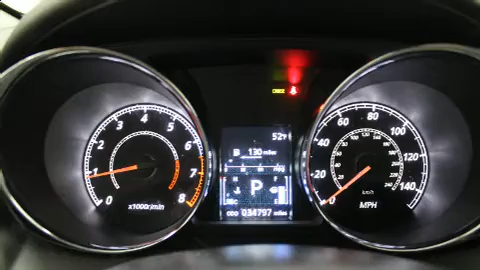 CHECK
52°F
130 miles
P
ODO 034797 miles
0 1 2 3 4 5 6 7 8
x1000r/min
0 20 40 60 80 100 120 140
km/h
MPH